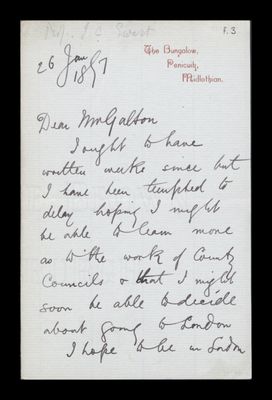 Prof. J. C. Ewart
F. 3
The Bungalow,
Penicuik,
Midlothian.
26 Jan
1897
Dear Mr Galton
I ought to have
written weeks since but
I have been tempted to
delay hoping I might
be able to learn more
as to the work of County
Councils & that I might
soon be able to decide
about going to London
I hope to be in London